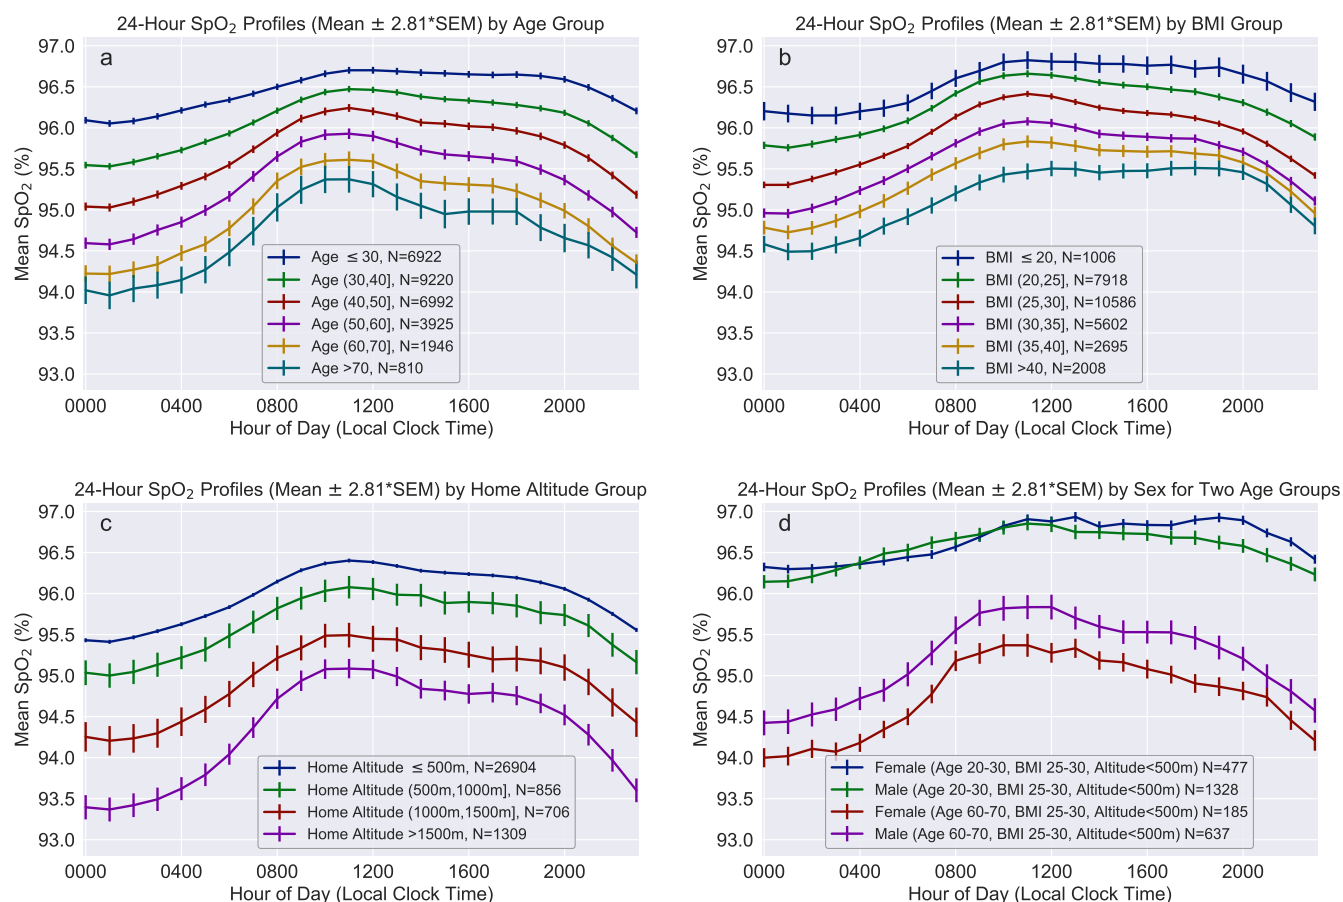 24-Hour SpO₂ Profiles (Mean ± 2.81*SEM) by Age Group
a
97.0
96.5
96.0
95.5
95.0
94.5
94.0
93.5
93.0
Mean SpO₂ (%)
Age ≤ 30, N=6922
Age (30,40], N=9220
Age (40,50], N=6992
Age (50,60], N=3925
Age (60,70], N=1946
Age >70, N=810
0000 0400 0800 1200 1600 2000
Hour of Day (Local Clock Time)
24-Hour SpO₂ Profiles (Mean ± 2.81*SEM) by BMI Group
b
97.0
96.5
96.0
95.5
95.0
94.5
94.0
93.5
93.0
Mean SpO₂ (%)
BMI ≤ 20, N=1006
BMI (20,25], N=7918
BMI (25,30], N=10586
BMI (30,35], N=5602
BMI (35,40], N=2695
BMI >40, N=2008
0000 0400 0800 1200 1600 2000
Hour of Day (Local Clock Time)
24-Hour SpO₂ Profiles (Mean ± 2.81*SEM) by Home Altitude Group
c
97.0
96.5
96.0
95.5
95.0
94.5
94.0
93.5
93.0
Mean SpO₂ (%)
Home Altitude ≤ 500m, N=26904
Home Altitude (500m,1000m], N=856
Home Altitude (1000m,1500m], N=706
Home Altitude >1500m, N=1309
0000 0400 0800 1200 1600 2000
Hour of Day (Local Clock Time)
24-Hour SpO₂ Profiles (Mean ± 2.81*SEM) by Sex for Two Age Groups
d
97.0
96.5
96.0
95.5
95.0
94.5
94.0
93.5
93.0
Mean SpO₂ (%)
Female (Age 20-30, BMI 25-30, Altitude<500m) N=477
Male (Age 20-30, BMI 25-30, Altitude<500m) N=1328
Female (Age 60-70, BMI 25-30, Altitude<500m) N=185
Male (Age 60-70, BMI 25-30, Altitude<500m) N=637
0000 0400 0800 1200 1600 2000
Hour of Day (Local Clock Time)